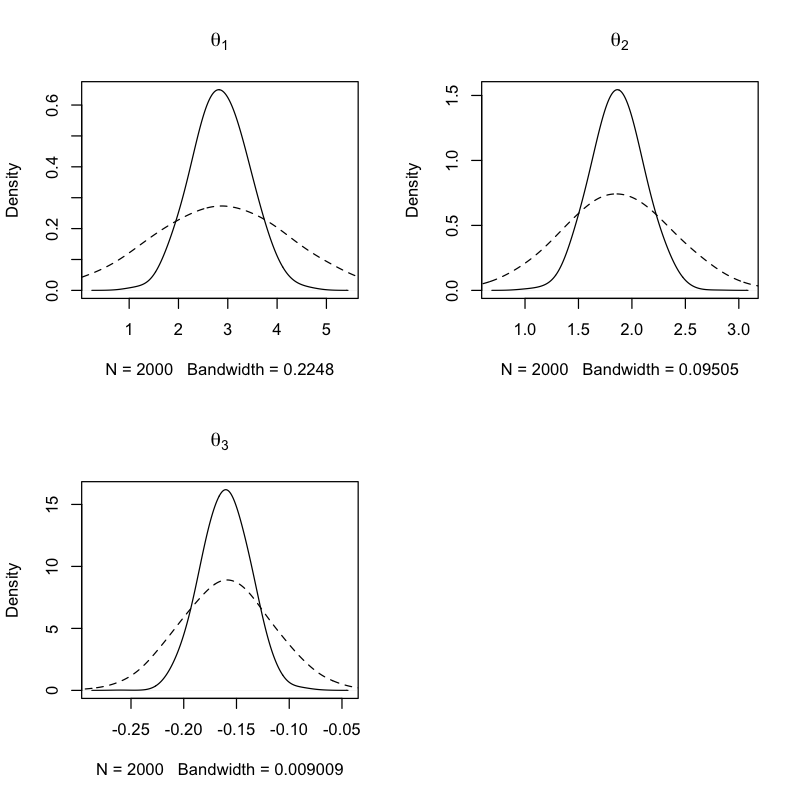 θ1
Density
0.0 0.2 0.4 0.6
1 2 3 4 5
N = 2000 Bandwidth = 0.2248
θ2
Density
0.0 0.5 1.0 1.5
1.0 1.5 2.0 2.5 3.0
N = 2000 Bandwidth = 0.09505
θ3
Density
0 5 10 15
-0.25 -0.20 -0.15 -0.10 -0.05
N = 2000 Bandwidth = 0.009009